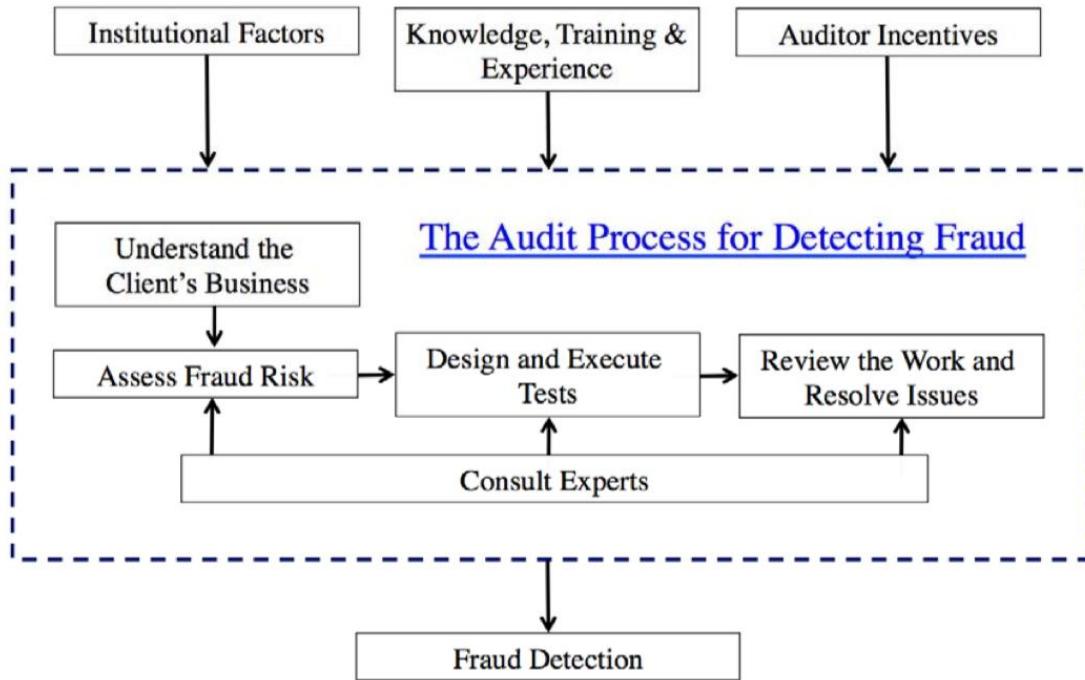 Institutional Factors
Knowledge, Training &
Experience
Auditor Incentives
The Audit Process for Detecting Fraud
Understand the
Client's Business
Assess Fraud Risk
Design and Execute
Tests
Review the Work and
Resolve Issues
Consult Experts
Fraud Detection